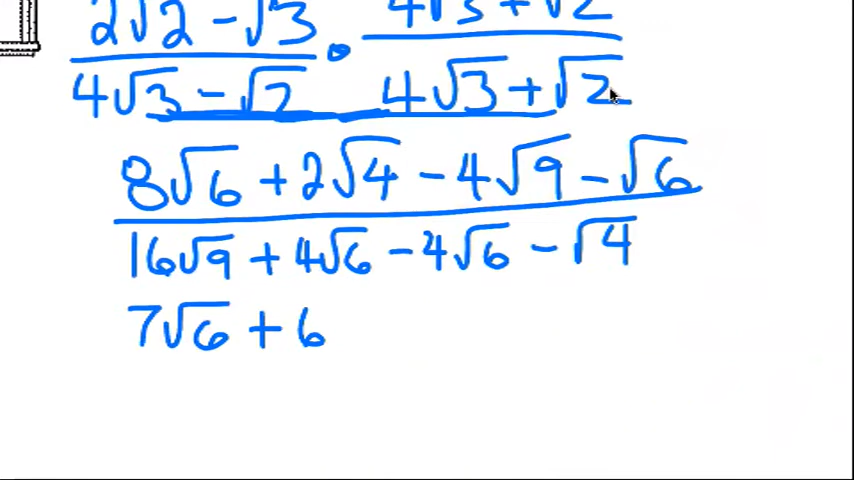 2√2 - √3 / 4√3 - √2 • 4√3 + √2 / 4√3 + √2
8√6 + 2√4 - 4√9 - √6
16√9 + 4√6 - 4√6 - √4
7√6 + 6